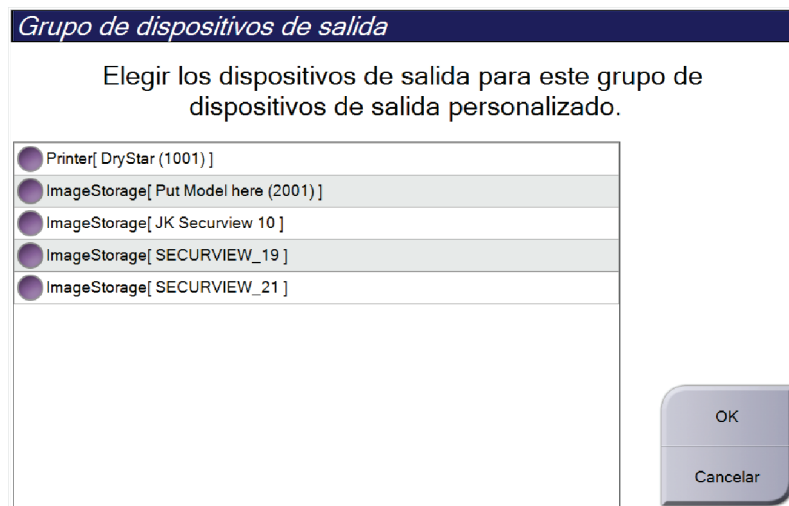 Grupo de dispositivos de salida
Elegir los dispositivos de salida para este grupo de
dispositivos de salida personalizado.
Printer[ DryStar (1001) ]
ImageStorage[ Put Model here (2001) ]
ImageStorage[ JK Securview 10 ]
ImageStorage[ SECURVIEW_19 ]
ImageStorage[ SECURVIEW_21 ]
OK
Cancelar